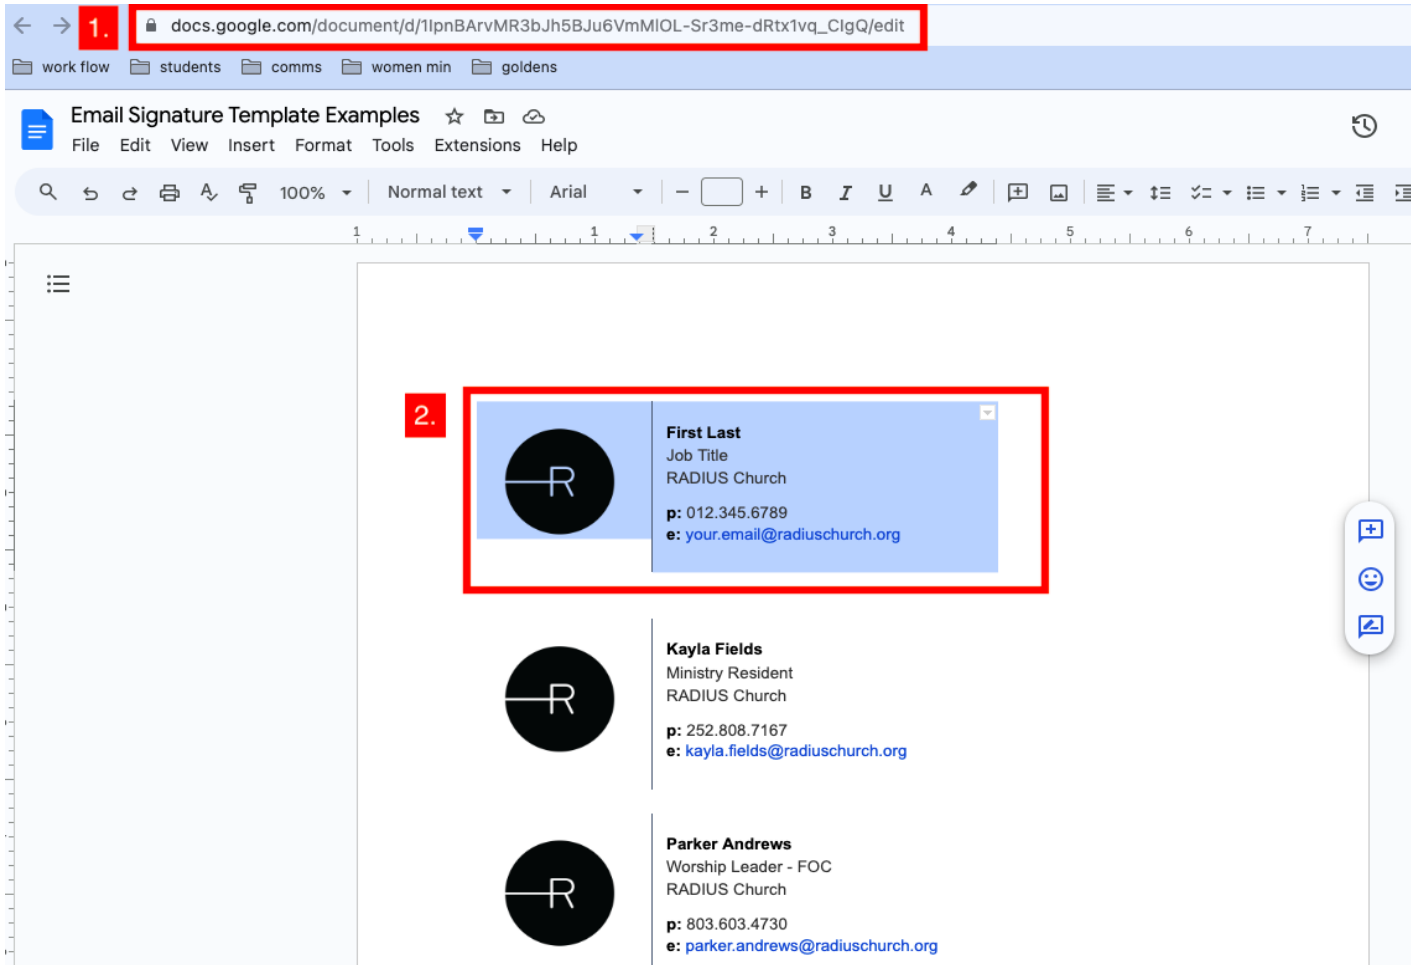 1.
docs.google.com/document/d/1IpnBArvMR3bJh5BJu6VmMlOL-Sr3me-dRtx1vq_CIgQ/edit
work flow students comms women min goldens
Email Signature Template Examples
File Edit View Insert Format Tools Extensions Help
100% Normal text Arial B I U A
1 1 2 3 4 5 6 7
2.
R
First Last
Job Title
RADIUS Church
p: 012.345.6789
e: your.email@radiuschurch.org
R
Kayla Fields
Ministry Resident
RADIUS Church
p: 252.808.7167
e: kayla.fields@radiuschurch.org
R
Parker Andrews
Worship Leader - FOC
RADIUS Church
p: 803.603.4730
e: parker.andrews@radiuschurch.org